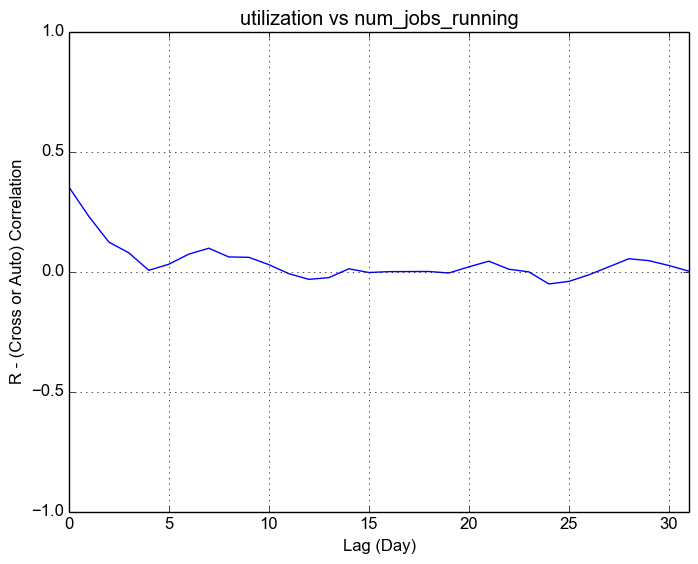 utilization vs num_jobs_running
1.0
0.5
0.0
−0.5
−1.0
R - (Cross or Auto) Correlation
0 5 10 15 20 25 30
Lag (Day)